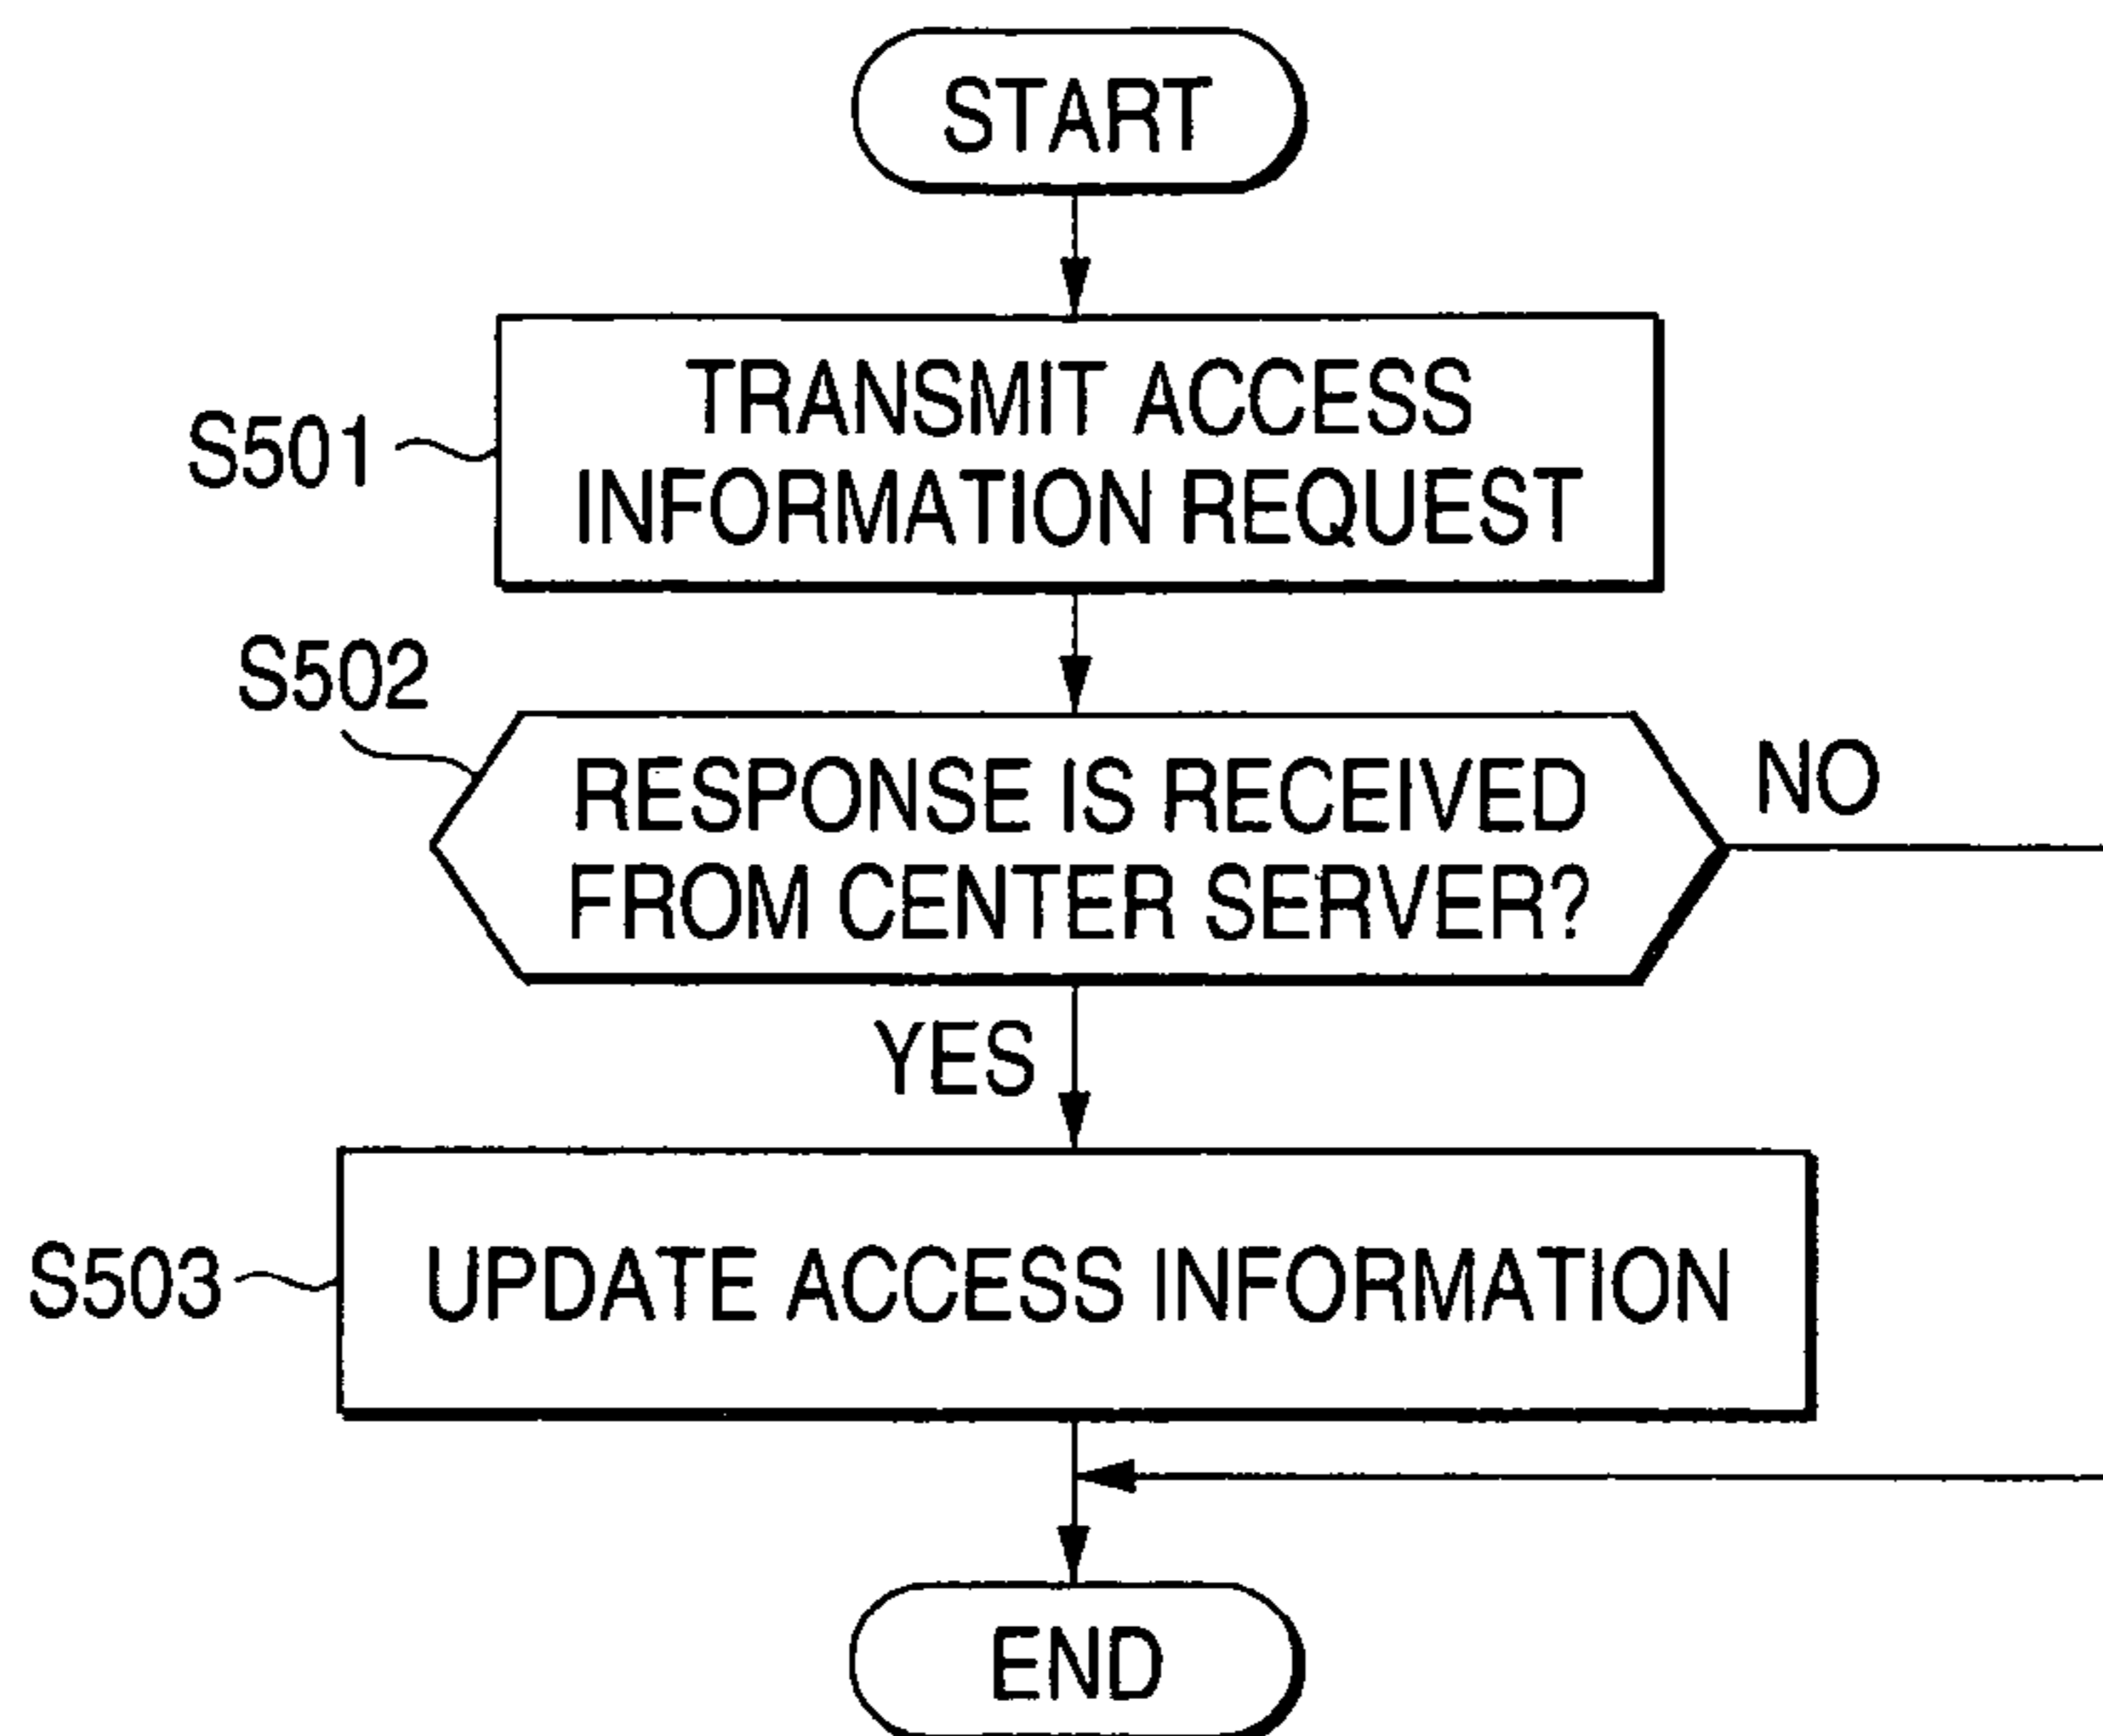 START
S501
TRANSMIT ACCESS
INFORMATION REQUEST
S502
RESPONSE IS RECEIVED
FROM CENTER SERVER?
NO
YES
S503
UPDATE ACCESS INFORMATION
END